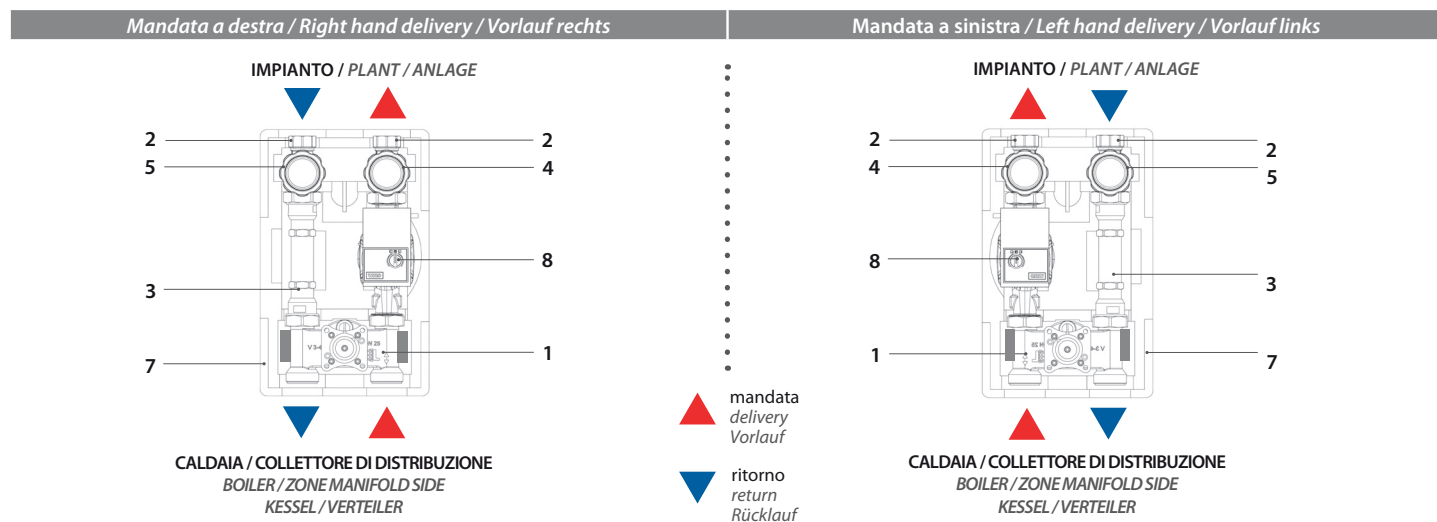 Mandata a destra / Right hand delivery / Vorlauf rechts
IMPIANTO / PLANT / ANLAGE
2
2
5
4
8
3
V 3-4
1
7
CALDAIA / COLLETTORE DI DISTRIBUZIONE
BOILER / ZONE MANIFOLD SIDE
KESSEL / VERTEILER
mandata
delivery
Vorlauf
ritorno
return
Rücklauf
Mandata a sinistra / Left hand delivery / Vorlauf links
IMPIANTO / PLANT / ANLAGE
2
2
4
5
8
3
1
7
CALDAIA / COLLETTORE DI DISTRIBUZIONE
BOILER / ZONE MANIFOLD SIDE
KESSEL / VERTEILER